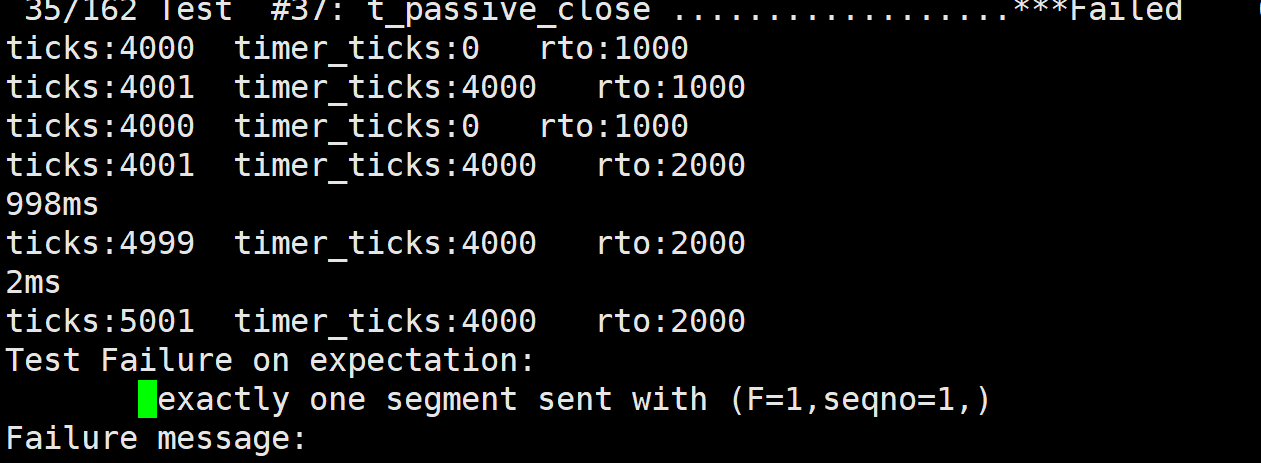 35/162 Test  #37: t_passive_close ..................***Failed
ticks:4000  timer_ticks:0   rto:1000
ticks:4001  timer_ticks:4000   rto:1000
ticks:4000  timer_ticks:0   rto:1000
ticks:4001  timer_ticks:4000   rto:2000
998ms
ticks:4999  timer_ticks:4000   rto:2000
2ms
ticks:5001  timer_ticks:4000   rto:2000
Test Failure on expectation:
exactly one segment sent with (F=1,seqno=1,)
Failure message: